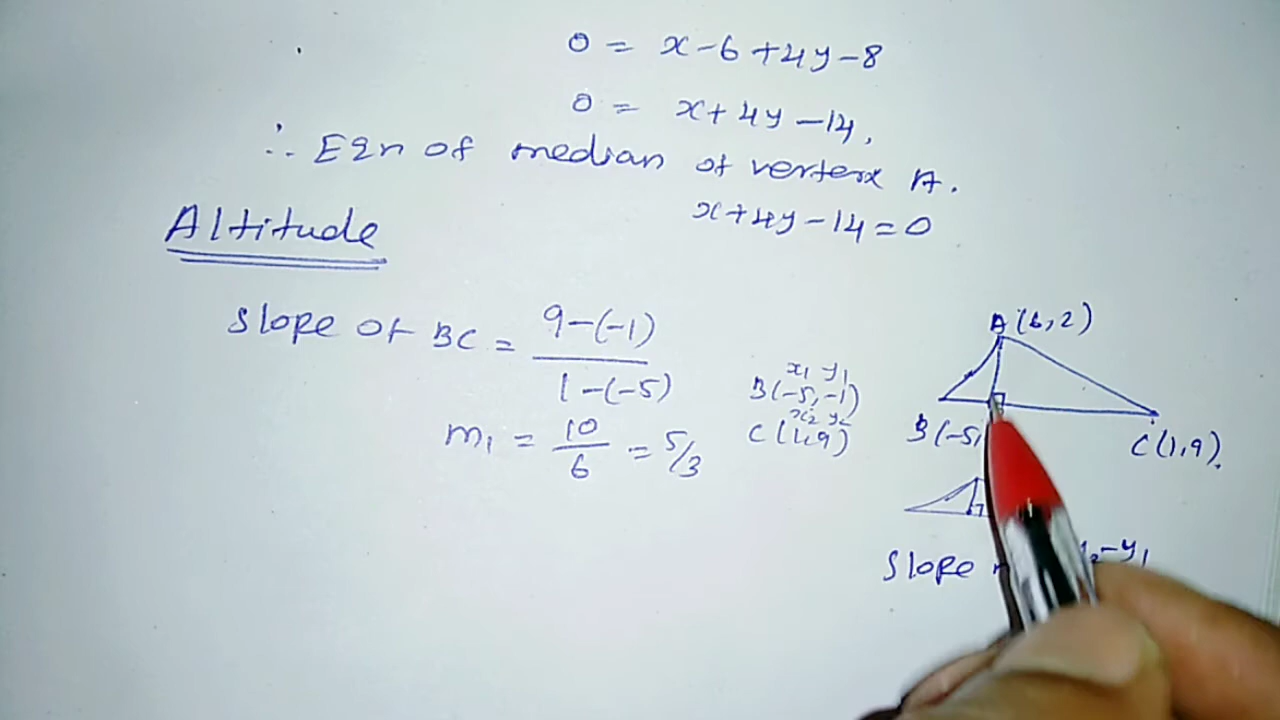 0 = x-6+4y-8
0 = x+4y-14,
∴ Eqn of median of vertex A.
x+4y-14=0
Altitude
Slope of BC = 9-(-1) / 1-(-5)
m₁ = 10/6 = 5/3
x₁ y₁
B(-5,-1)
x₂ y₂
C(1,9)
A(6,2)
B(-5,
C(1,9).
Slope
-y₁